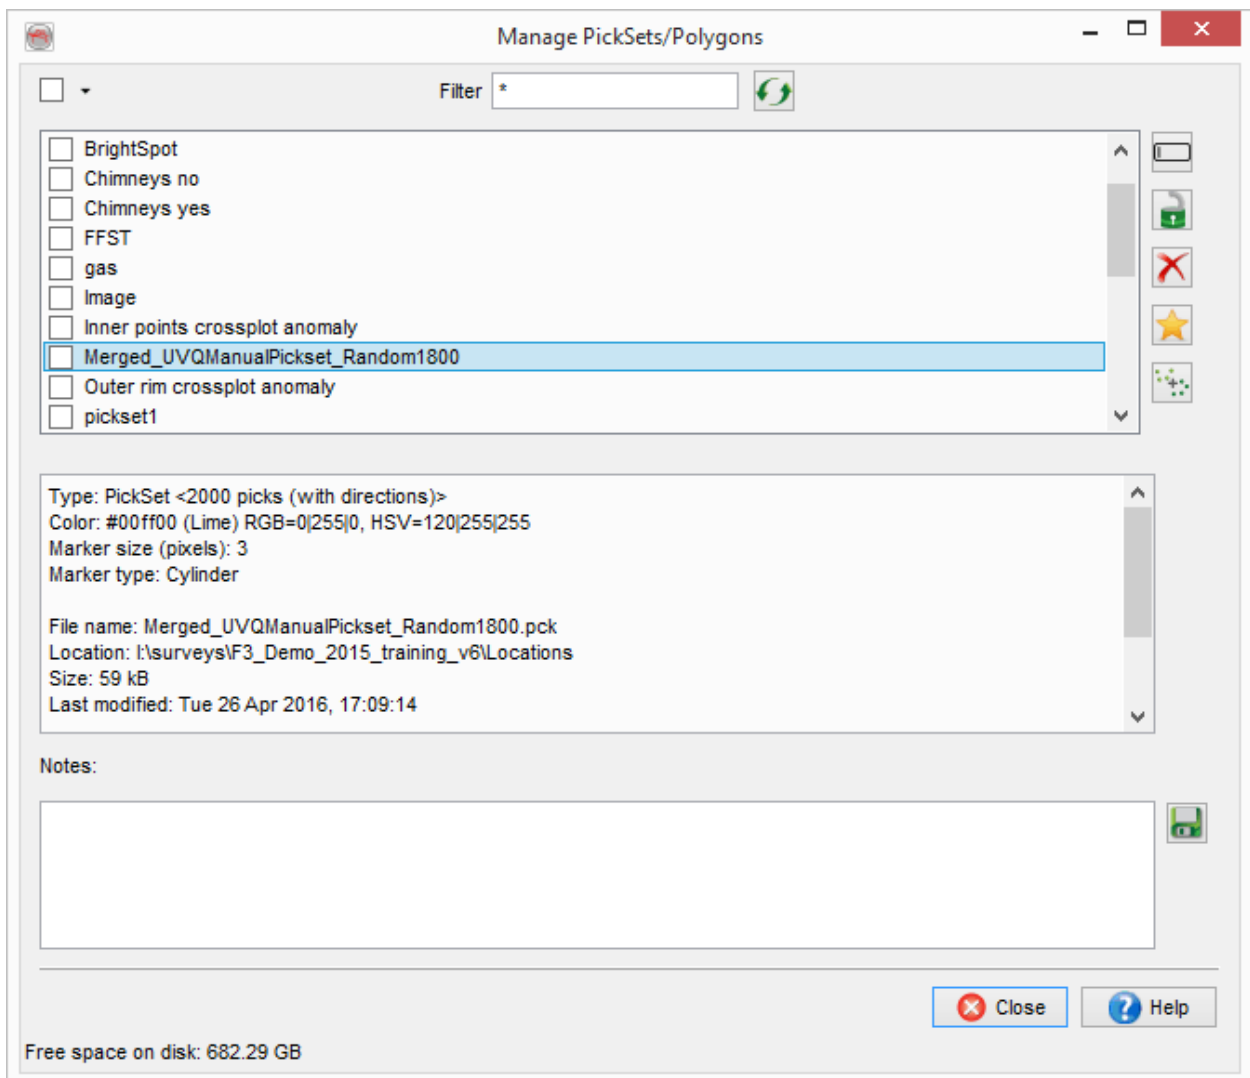 Manage PickSets/Polygons
Filter *
BrightSpot
Chimneys no
Chimneys yes
FFST
gas
Image
Inner points crossplot anomaly
Merged_UVQManualPickset_Random1800
Outer rim crossplot anomaly
pickset1
Type: PickSet <2000 picks (with directions)>
Color: #00ff00 (Lime) RGB=0|255|0, HSV=120|255|255
Marker size (pixels): 3
Marker type: Cylinder
File name: Merged_UVQManualPickset_Random1800.pck
Location: I:\surveys\F3_Demo_2015_training_v6\Locations
Size: 59 kB
Last modified: Tue 26 Apr 2016, 17:09:14
Notes:
Close Help
Free space on disk: 682.29 GB